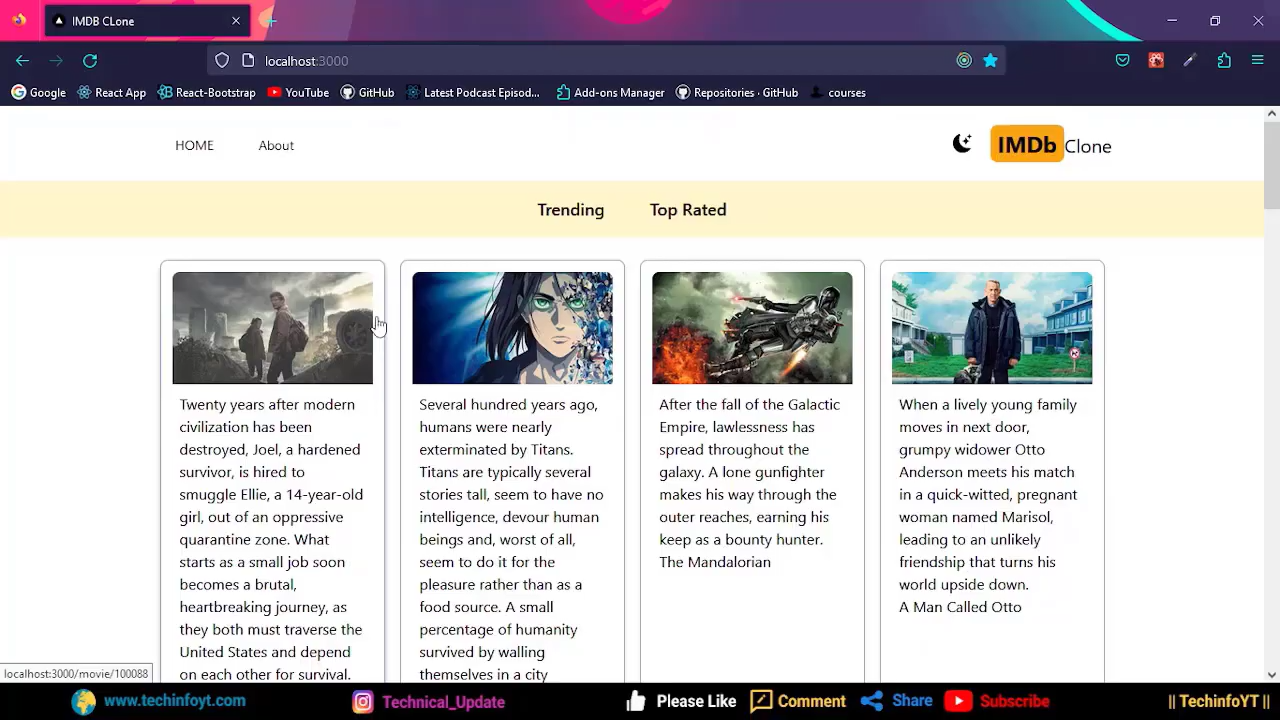 IMDB CLone
localhost:3000
Google
React App
React-Bootstrap
YouTube
GitHub
Latest Podcast Episod...
Add-ons Manager
Repositories · GitHub
courses
HOME
About
IMDb Clone
Trending
Top Rated
Twenty years after modern
civilization has been
destroyed, Joel, a hardened
survivor, is hired to
smuggle Ellie, a 14-year-old
girl, out of an oppressive
quarantine zone. What
starts as a small job soon
becomes a brutal,
heartbreaking journey, as
they both must traverse the
United States and depend
on each other for survival.
Several hundred years ago,
humans were nearly
exterminated by Titans.
Titans are typically several
stories tall, seem to have no
intelligence, devour human
beings and, worst of all,
seem to do it for the
pleasure rather than as a
food source. A small
percentage of humanity
survived by walling
themselves in a city
After the fall of the Galactic
Empire, lawlessness has
spread throughout the
galaxy. A lone gunfighter
makes his way through the
outer reaches, earning his
keep as a bounty hunter.
The Mandalorian
When a lively young family
moves in next door,
grumpy widower Otto
Anderson meets his match
in a quick-witted, pregnant
woman named Marisol,
leading to an unlikely
friendship that turns his
world upside down.
A Man Called Otto
localhost:3000/movie/100088
www.techinfoyt.com
Technical_Update
Please Like
Comment
Share
Subscribe
|| TechinfoYT ||